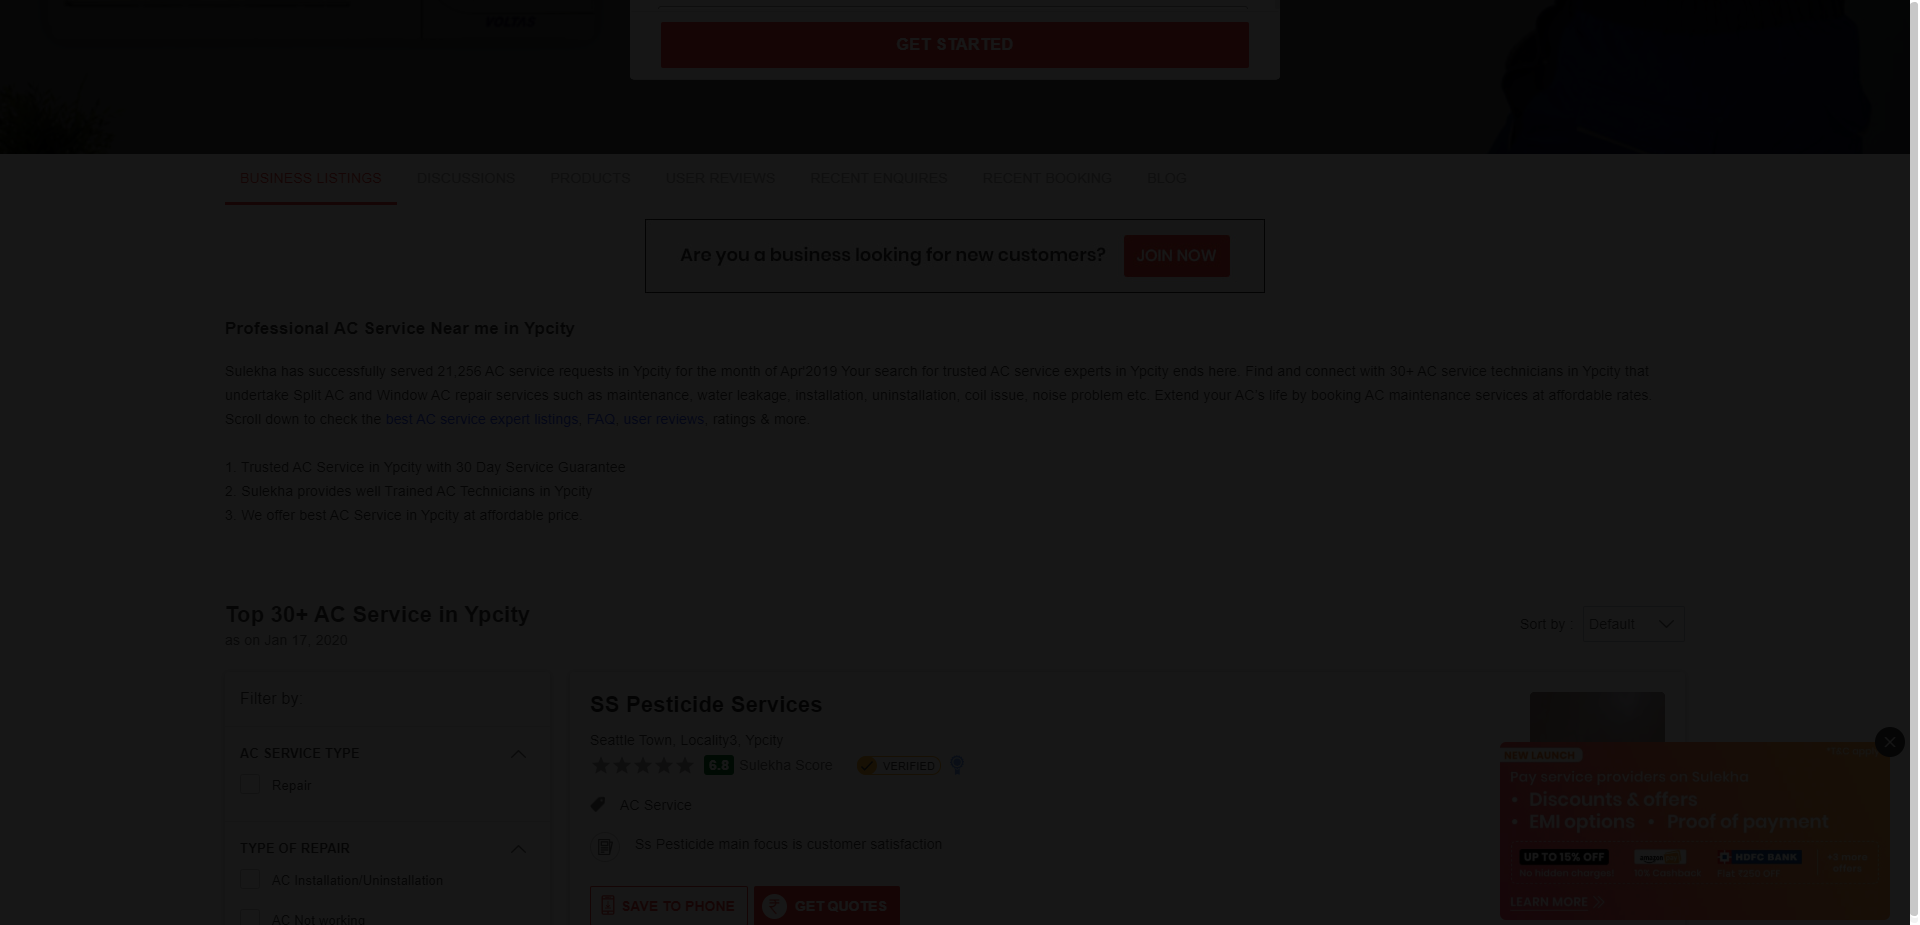 GET STARTED
BUSINESS LISTINGS DISCUSSIONS PRODUCTS USER REVIEWS RECENT ENQUIRES RECENT BOOKING BLOG
Are you a business looking for new customers? JOIN NOW
Professional AC Service Near me in Ypcity
Sulekha has successfully served 21,256 AC service requests in Ypcity for the month of Apr'2019 Your search for trusted AC service experts in Ypcity ends here. Find and connect with 30+ AC service technicians in Ypcity that
undertake Split AC and Window AC repair services such as maintenance, water leakage, installation, uninstallation, coil issue, noise problem etc. Extend your AC's life by booking AC maintenance services at affordable rates.
Scroll down to check the best AC service expert listings, FAQ, user reviews, ratings & more.
1. Trusted AC Service in Ypcity with 30 Day Service Guarantee
2. Sulekha provides well Trained AC Technicians in Ypcity
3. We offer best AC Service in Ypcity at affordable price.
Top 30+ AC Service in Ypcity
as on Jan 17, 2020
Sort by : Default
Filter by:
AC SERVICE TYPE
Repair
TYPE OF REPAIR
AC Installation/Uninstallation
AC Not working
SS Pesticide Services
Seattle Town, Locality3, Ypcity
6.8 Sulekha Score VERIFIED
AC Service
Ss Pesticide main focus is customer satisfaction
SAVE TO PHONE GET QUOTES
NEW LAUNCH
Pay service providers on Sulekha
• Discounts & offers
• EMI options • Proof of payment
UP TO 15% OFF HDFC BANK
No hidden charges
LEARN MORE